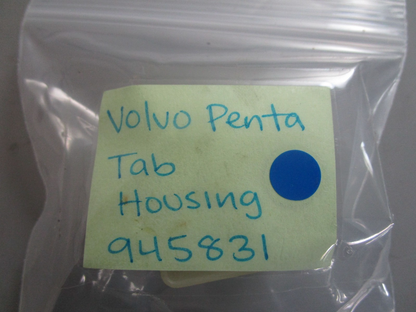 Volvo Penta
Tab
Housing
945831